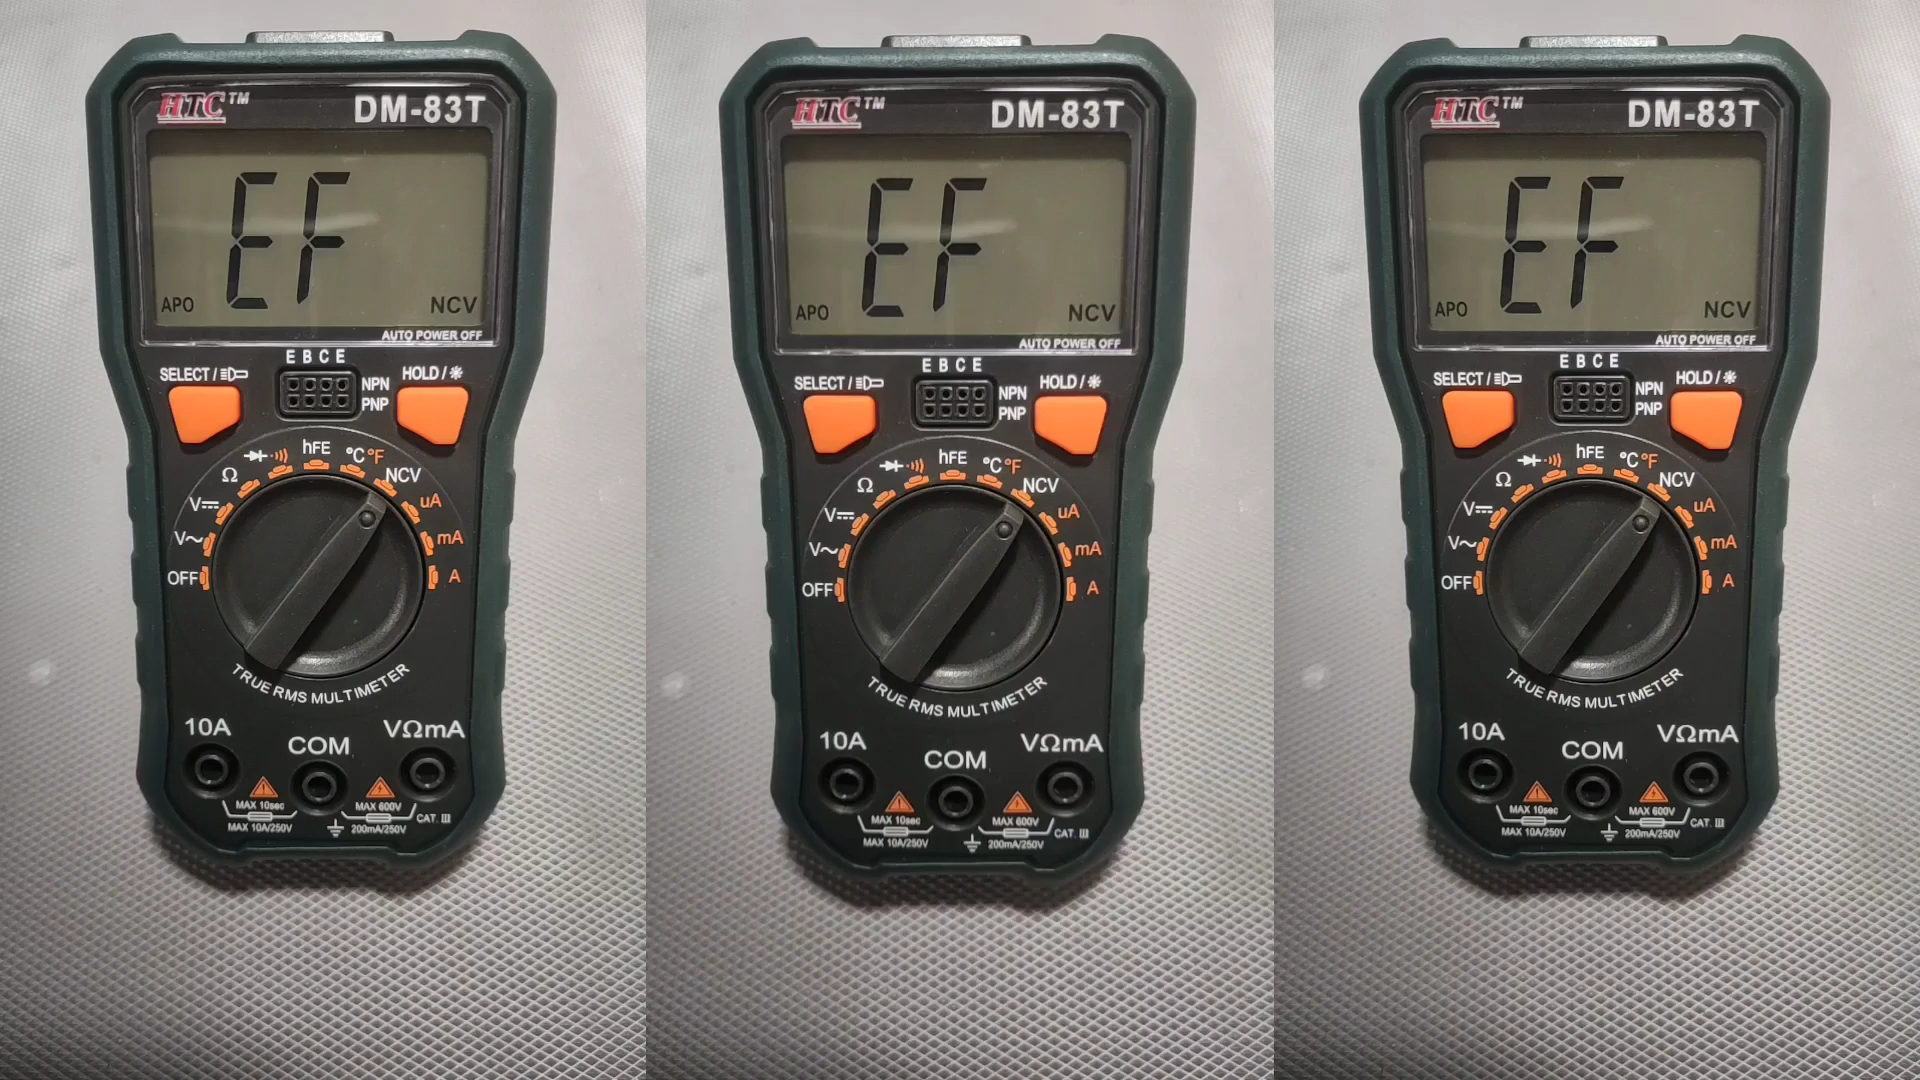 HTC™ DM-83T
EF
APO NCV
AUTO POWER OFF
E B C E
SELECT / NPN HOLD / ☀
PNP
hFE
°C °F
Ω NCV
V⎓ uA
V~ mA
OFF A
TRUE RMS MULTIMETER
10A COM VΩmA
MAX 10sec MAX 600V
MAX 10A/250V 200mA/250V CAT. III
HTC™ DM-83T
EF
APO NCV
AUTO POWER OFF
E B C E
SELECT / NPN HOLD / ☀
PNP
hFE
°C °F
Ω NCV
V⎓ uA
V~ mA
OFF A
TRUE RMS MULTIMETER
10A COM VΩmA
MAX 10sec MAX 600V
MAX 10A/250V 200mA/250V CAT. III
HTC™ DM-83T
EF
APO NCV
AUTO POWER OFF
E B C E
SELECT / NPN HOLD / ☀
PNP
hFE
°C °F
Ω NCV
V⎓ uA
V~ mA
OFF A
TRUE RMS MULTIMETER
10A COM VΩmA
MAX 10sec MAX 600V
MAX 10A/250V 200mA/250V CAT. III